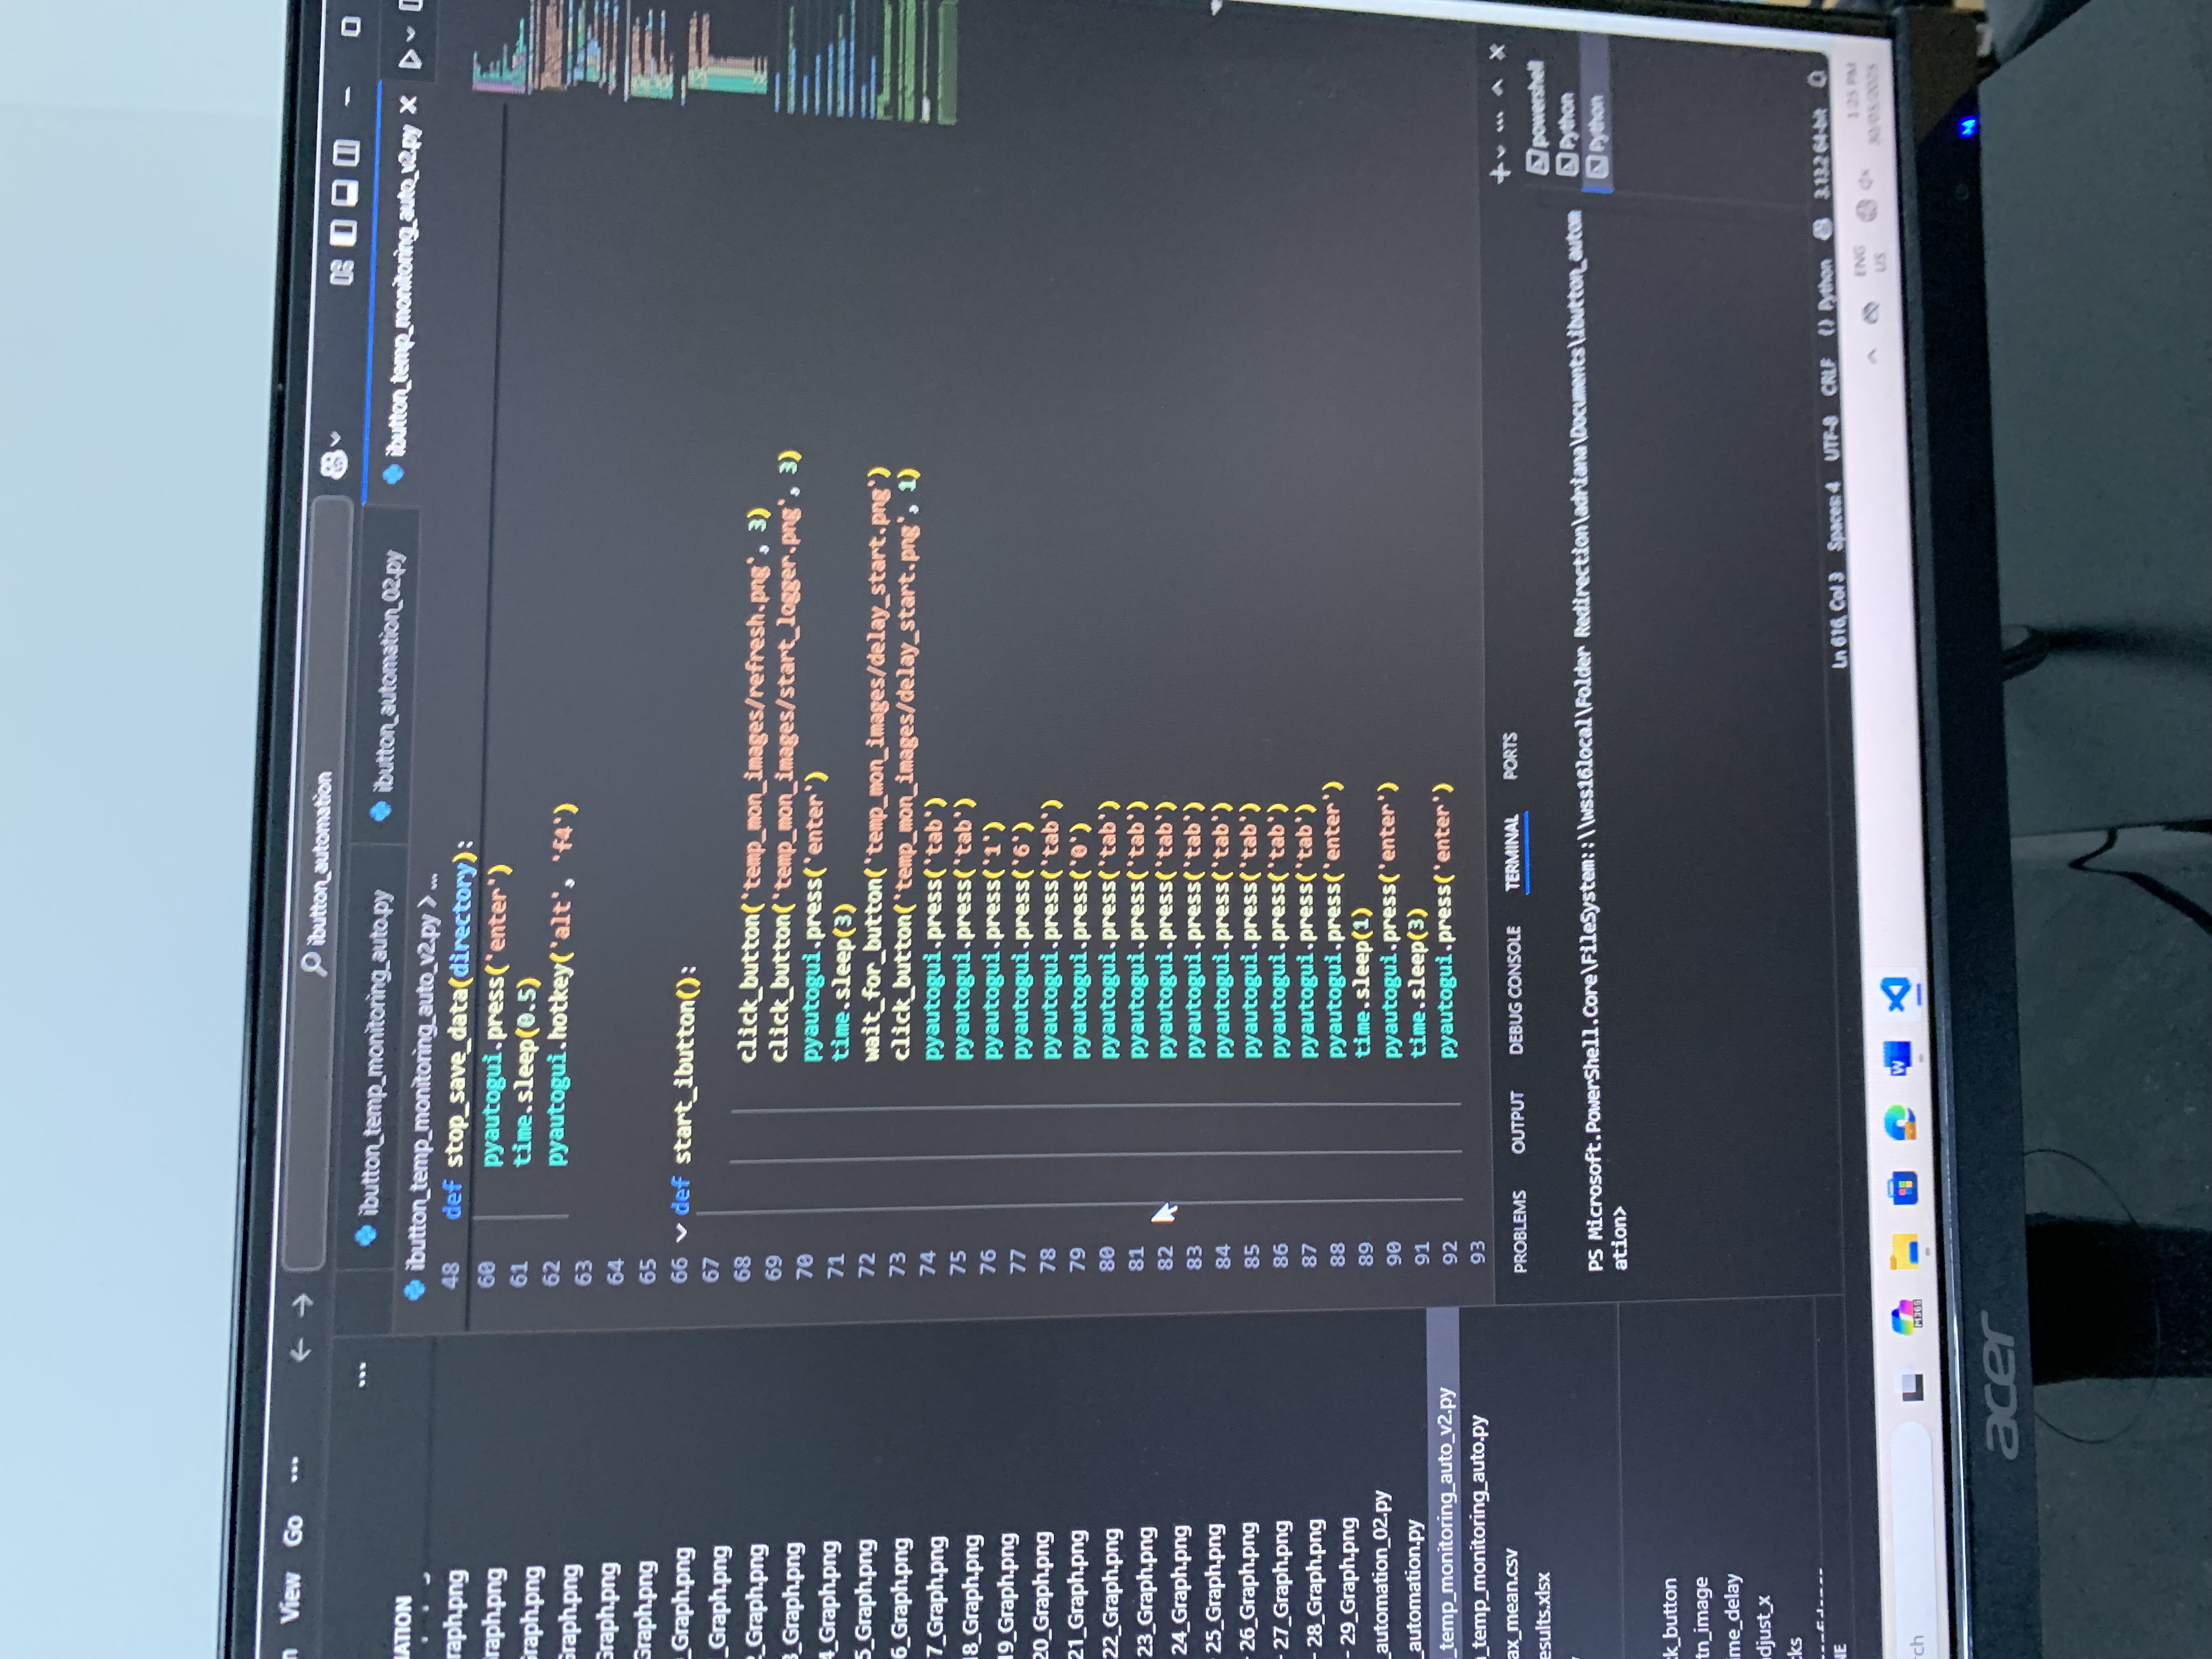 View Go ...
ibutton_automation
ATION
ibutton_temp_monitoring_auto.py
ibutton_automation_02.py
ibutton_temp_monitoring_auto_v2.py
ibutton_temp_monitoring_auto_v2.py > ...
raph.png
raph.png
Graph.png
Graph.png
Graph.png
Graph.png
_Graph.png
_Graph.png
2_Graph.png
3_Graph.png
4_Graph.png
5_Graph.png
6_Graph.png
7_Graph.png
18_Graph.png
19_Graph.png
20_Graph.png
21_Graph.png
22_Graph.png
23_Graph.png
24_Graph.png
25_Graph.png
- 26_Graph.png
- 27_Graph.png
- 28_Graph.png
- 29_Graph.png
_automation_02.py
_automation.py
_temp_monitoring_auto_v2.py
_temp_monitoring_auto.py
ax_mean.csv
esults.xlsx
ck_button
tn_image
ime_delay
djust_x
cks
NE
48 def stop_save_data(directory):
60 pyautogui.press('enter')
61 time.sleep(0.5)
62 pyautogui.hotkey('alt', 'f4')
63
64
65
66 def start_ibutton():
67
68 click_button('temp_mon_images/refresh.png', 3)
69 click_button('temp_mon_images/start_logger.png', 3)
70 pyautogui.press('enter')
71 time.sleep(3)
72 wait_for_button('temp_mon_images/delay_start.png')
73 click_button('temp_mon_images/delay_start.png', 1)
74 pyautogui.press('tab')
75 pyautogui.press('tab')
76 pyautogui.press('1')
77 pyautogui.press('6')
78 pyautogui.press('tab')
79 pyautogui.press('0')
80 pyautogui.press('tab')
81 pyautogui.press('tab')
82 pyautogui.press('tab')
83 pyautogui.press('tab')
84 pyautogui.press('tab')
85 pyautogui.press('tab')
86 pyautogui.press('tab')
87 pyautogui.press('tab')
88 pyautogui.press('enter')
89 time.sleep(1)
90 pyautogui.press('enter')
91 time.sleep(3)
92 pyautogui.press('enter')
93
PROBLEMS OUTPUT DEBUG CONSOLE TERMINAL PORTS
powershell
Python
Python
PS Microsoft.PowerShell.Core\FileSystem::\\wss16local\Folder Redirection\adriana\Documents\ibutton_autom
ation>
Ln 616, Col 3 Spaces: 4 UTF-8 CRLF {} Python 3.13.2 64-bit
rch
M365
W
ENG
US
1:25 PM
30/05/2025
acer